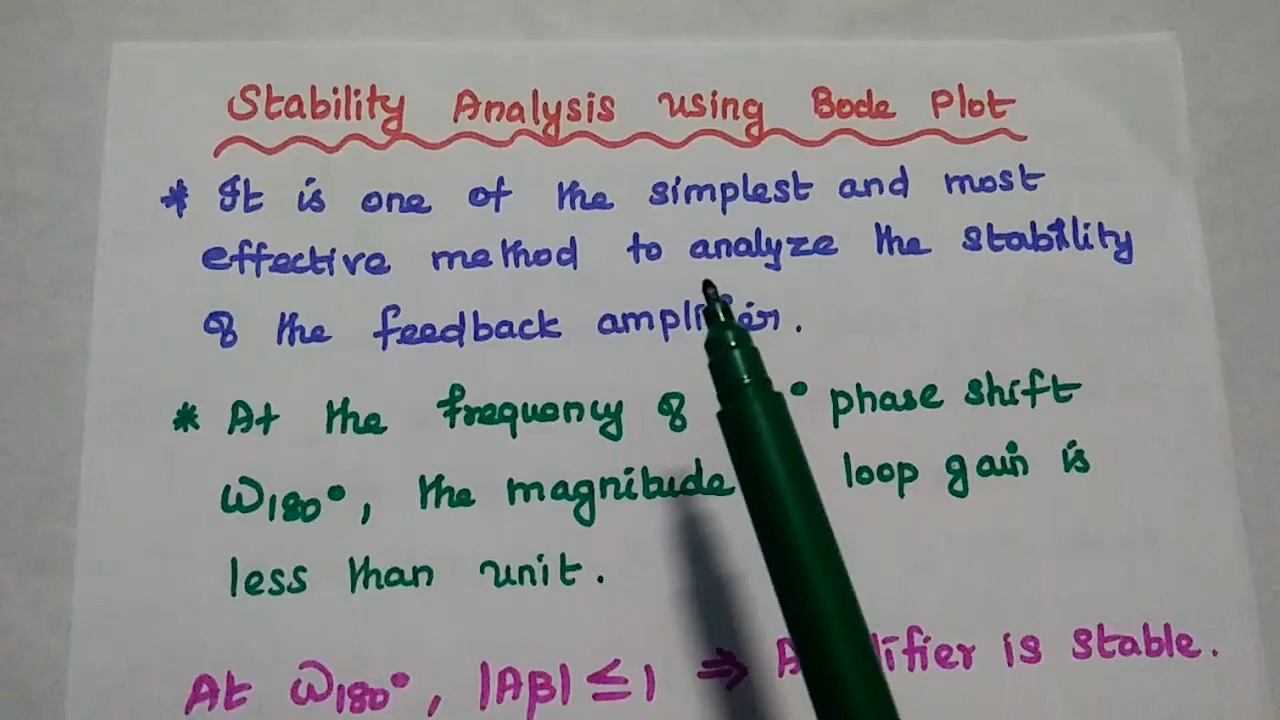 Stability Analysis using Bode Plot
* It is one of the simplest and most
effective method to analyze the stability
of the feedback amplifier.
* At the frequency of ° phase shift
ω180°, the magnitude loop gain is
less than unit.
At ω180°, |Aβ| ≤ 1 ⇒ Amplifier is stable.